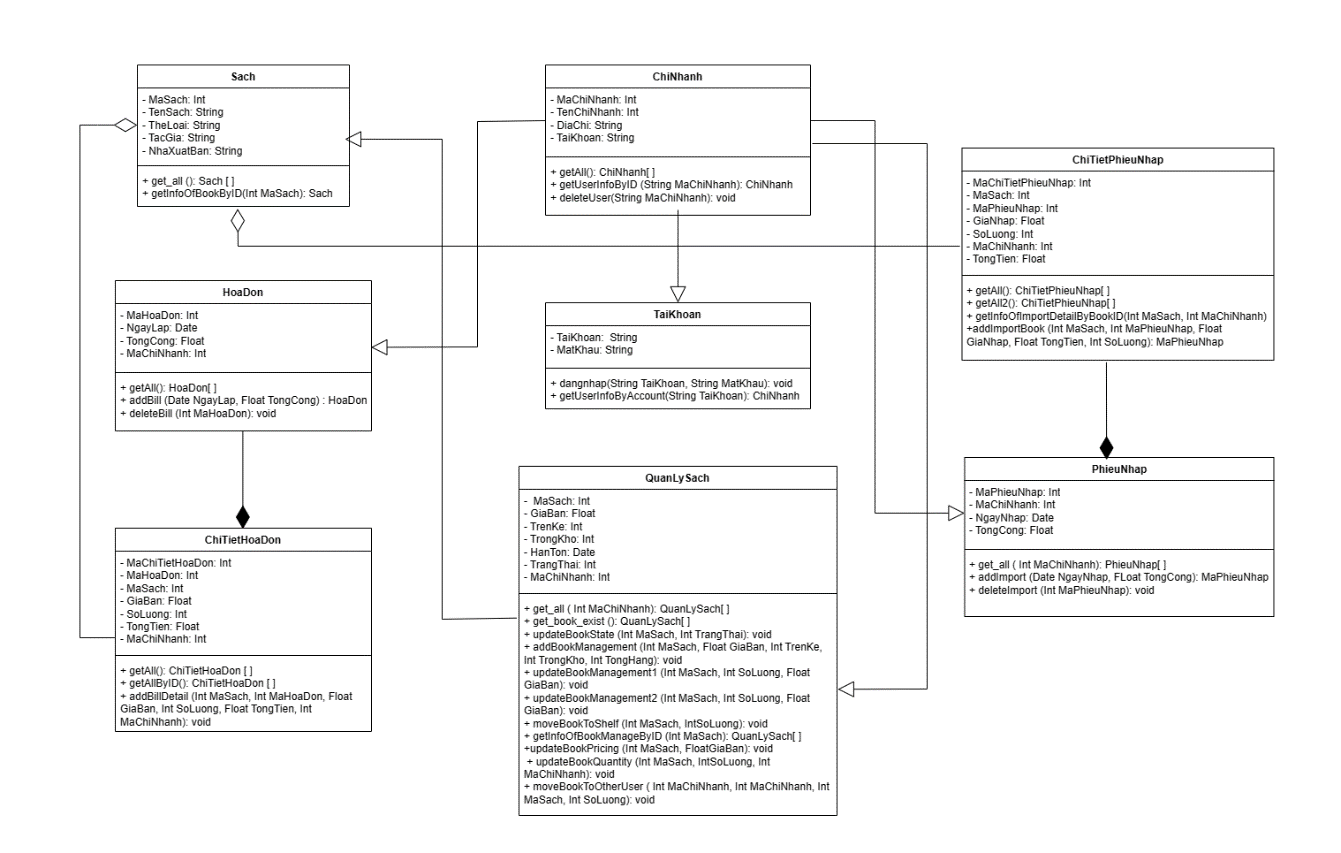 Sach
- MaSach: Int
- TenSach: String
- TheLoai: String
- TacGia: String
- NhaXuatBan: String
+ get_all (): Sach [ ]
+ getInfoOfBookByID(Int MaSach): Sach
ChiNhanh
- MaChiNhanh: Int
- TenChiNhanh: Int
- DiaChi: String
- TaiKhoan: String
+ getAll(): ChiNhanh[ ]
+ getUserInfoByID (String MaChiNhanh): ChiNhanh
+ deleteUser(String MaChiNhanh): void
ChiTietPhieuNhap
- MaChiTietPhieuNhap: Int
- MaSach: Int
- MaPhieuNhap: Int
- GiaNhap: Float
- SoLuong: Int
- MaChiNhanh: Int
- TongTien: Float
+ getAll(): ChiTietPhieuNhap[ ]
+ getAll2(): ChiTietPhieuNhap[ ]
+ getInfoOfImportDetailByBookID(Int MaSach, Int MaChiNhanh)
+addImportBook (Int MaSach, Int MaPhieuNhap, Float
GiaNhap, Float TongTien, Int SoLuong): MaPhieuNhap
HoaDon
- MaHoaDon: Int
- NgayLap: Date
- TongCong: Float
- MaChiNhanh: Int
+ getAll(): HoaDon[ ]
+ addBill (Date NgayLap, Float TongCong) : HoaDon
+ deleteBill (Int MaHoaDon): void
TaiKhoan
- TaiKhoan:  String
- MatKhau: String
+ dangnhap(String TaiKhoan, String MatKhau): void
+ getUserInfoByAccount(String TaiKhoan): ChiNhanh
QuanLySach
-  MaSach: Int
- GiaBan: Float
- TrenKe: Int
- TrongKho: Int
- HanTon: Date
- TrangThai: Int
- MaChiNhanh: Int
+ get_all ( Int MaChiNhanh): QuanLySach[ ]
+ get_book_exist (): QuanLySach[ ]
+ updateBookState (Int MaSach, Int TrangThai): void
+ addBookManagement (Int MaSach, Float GiaBan, Int TrenKe,
Int TrongKho, Int TongHang): void
+ updateBookManagement1 (Int MaSach, Int SoLuong, Float
GiaBan): void
+ updateBookManagement2 (Int MaSach, Int SoLuong, Float
GiaBan): void
+ moveBookToShelf (Int MaSach, IntSoLuong): void
+ getInfoOfBookManageByID (Int MaSach): QuanLySach[ ]
+updateBookPricing (Int MaSach, FloatGiaBan): void
+ updateBookQuantity (Int MaSach, IntSoLuong, Int
MaChiNhanh): void
+ moveBookToOtherUser ( Int MaChiNhanh, Int MaChiNhanh, Int
MaSach, Int SoLuong): void
PhieuNhap
- MaPhieuNhap: Int
- MaChiNhanh: Int
- NgayNhap: Date
- TongCong: Float
+ get_all ( Int MaChiNhanh): PhieuNhap[ ]
+ addImport (Date NgayNhap, FLoat TongCong): MaPhieuNhap
+ deleteImport (Int MaPhieuNhap): void
ChiTietHoaDon
- MaChiTietHoaDon: Int
- MaHoaDon: Int
- MaSach: Int
- GiaBan: Float
- SoLuong: Int
- TongTien: Float
- MaChiNhanh: Int
+ getAll(): ChiTietHoaDon [ ]
+ getAllByID(): ChiTietHoaDon [ ]
+ addBillDetail (Int MaSach, Int MaHoaDon, Float
GiaBan, Int SoLuong, Float TongTien, Int
MaChiNhanh): void